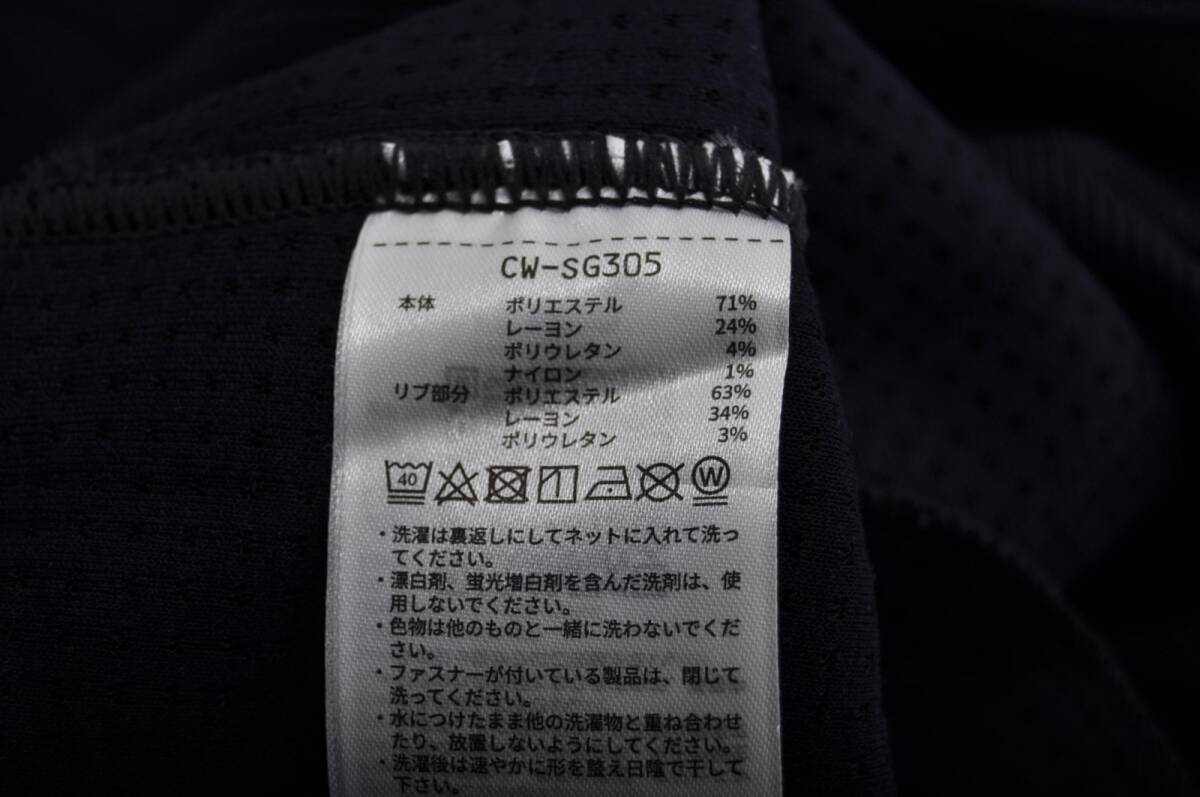 CW-SG305
本体 ポリエステル 71%
レーヨン 24%
ポリウレタン 4%
ナイロン 1%
リブ部分 ポリエステル 63%
レーヨン 34%
ポリウレタン 3%
40 W
・洗濯は裏返しにしてネットに入れて洗っ
てください。
・漂白剤、蛍光増白剤を含んだ洗剤は、使
用しないでください。
・色物は他のものと一緒に洗わないでくだ
さい。
・ファスナーが付いている製品は、閉じて
洗ってください。
・水につけたまま他の洗濯物と重ね合わせ
たり、放置しないようにしてください。
・洗濯後は速やかに形を整え日陰で干して
下さい。